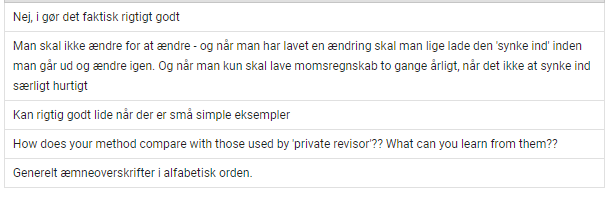 Nej, i gør det faktisk rigtigt godt
Man skal ikke ændre for at ændre - og når man har lavet en ændring skal man lige lade den 'synke ind' inden
man går ud og ændre igen. Og når man kun skal lave momsregnskab to gange årligt, når det ikke at synke ind
særligt hurtigt
Kan rigtig godt lide når der er små simple eksempler
How does your method compare with those used by 'private revisor'?? What can you learn from them??
Generelt æmneoverskrifter i alfabetisk orden.